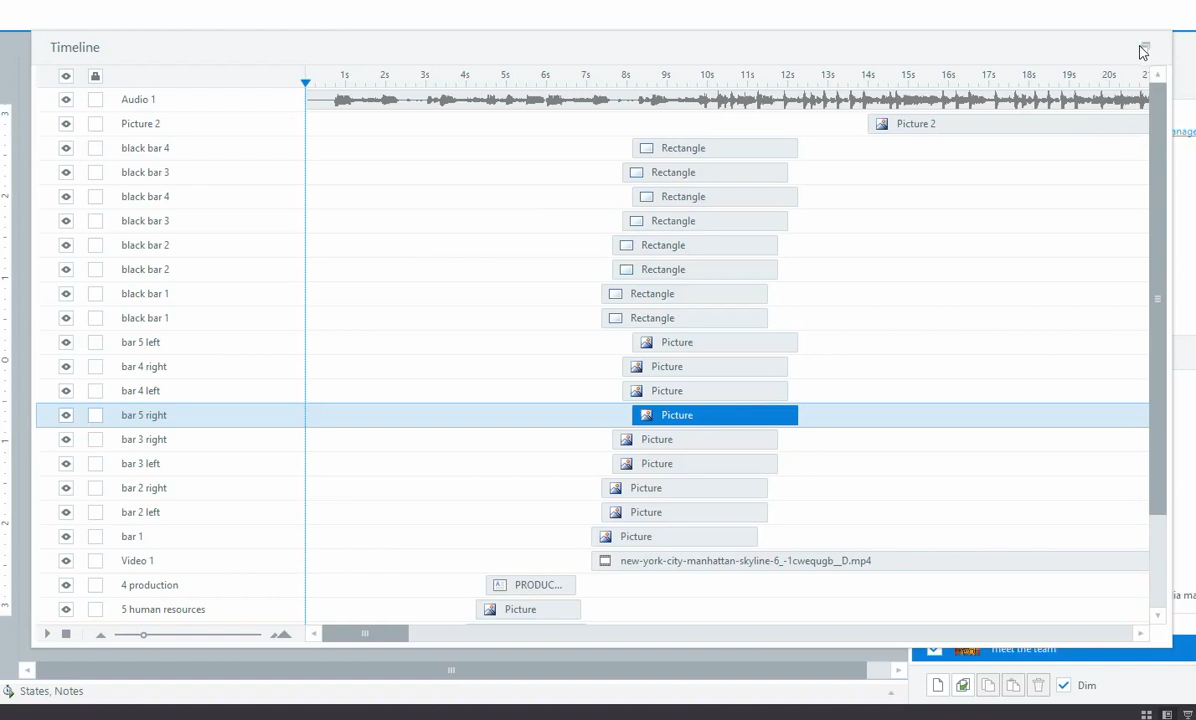 Timeline
1s 2s 3s 4s 5s 6s 7s 8s 9s 10s 11s 12s 13s 14s 15s 16s 17s 18s 19s 20s 2
Audio 1
Picture 2 Picture 2
black bar 4 Rectangle
black bar 3 Rectangle
black bar 4 Rectangle
black bar 3 Rectangle
black bar 2 Rectangle
black bar 2 Rectangle
black bar 1 Rectangle
black bar 1 Rectangle
bar 5 left Picture
bar 4 right Picture
bar 4 left Picture
bar 5 right Picture
bar 3 right Picture
bar 3 left Picture
bar 2 right Picture
bar 2 left Picture
bar 1 Picture
Video 1 new-york-city-manhattan-skyline-6_-1cwequgb__D.mp4
4 production PRODUC...
5 human resources Picture
meet the team
States, Notes
Dim